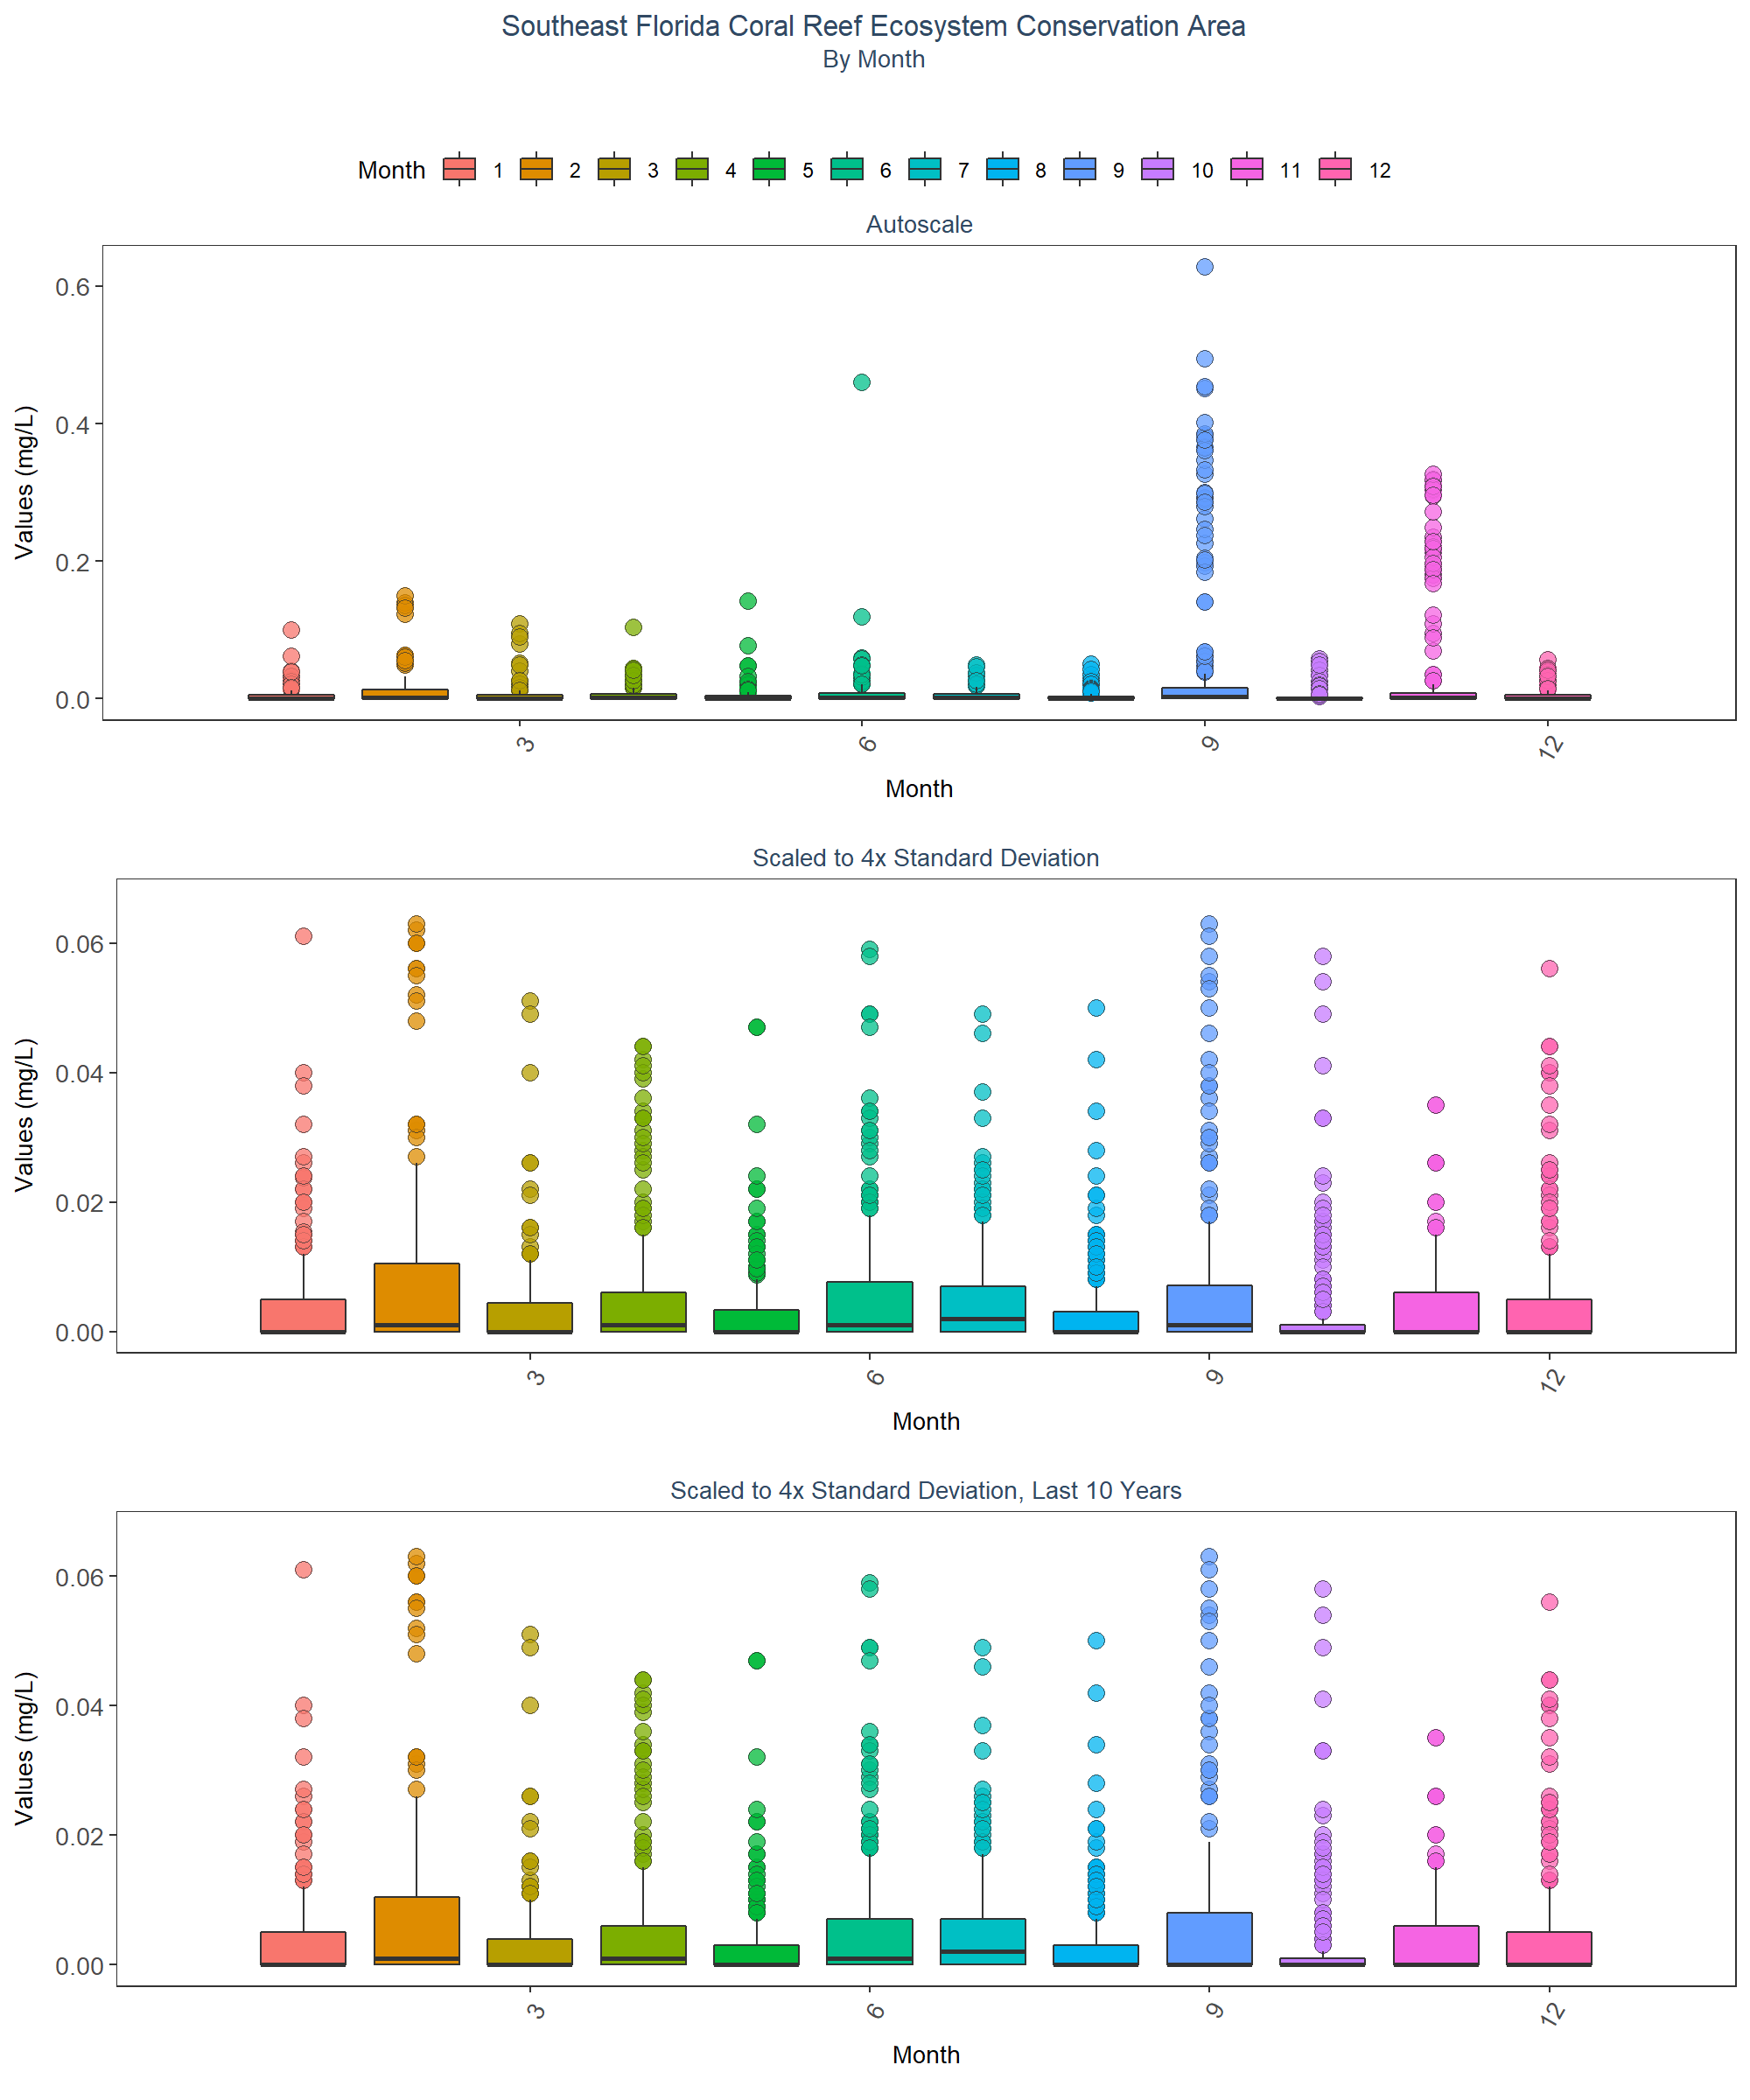 Southeast Florida Coral Reef Ecosystem Conservation Area
By Month
Month 1 2 3 4 5 6 7 8 9 10 11 12
Autoscale
Values (mg/L)
0.6
0.4
0.2
0.0
3 6 9 12
Month
Scaled to 4x Standard Deviation
Values (mg/L)
0.06
0.04
0.02
0.00
3 6 9 12
Month
Scaled to 4x Standard Deviation, Last 10 Years
Values (mg/L)
0.06
0.04
0.02
0.00
3 6 9 12
Month